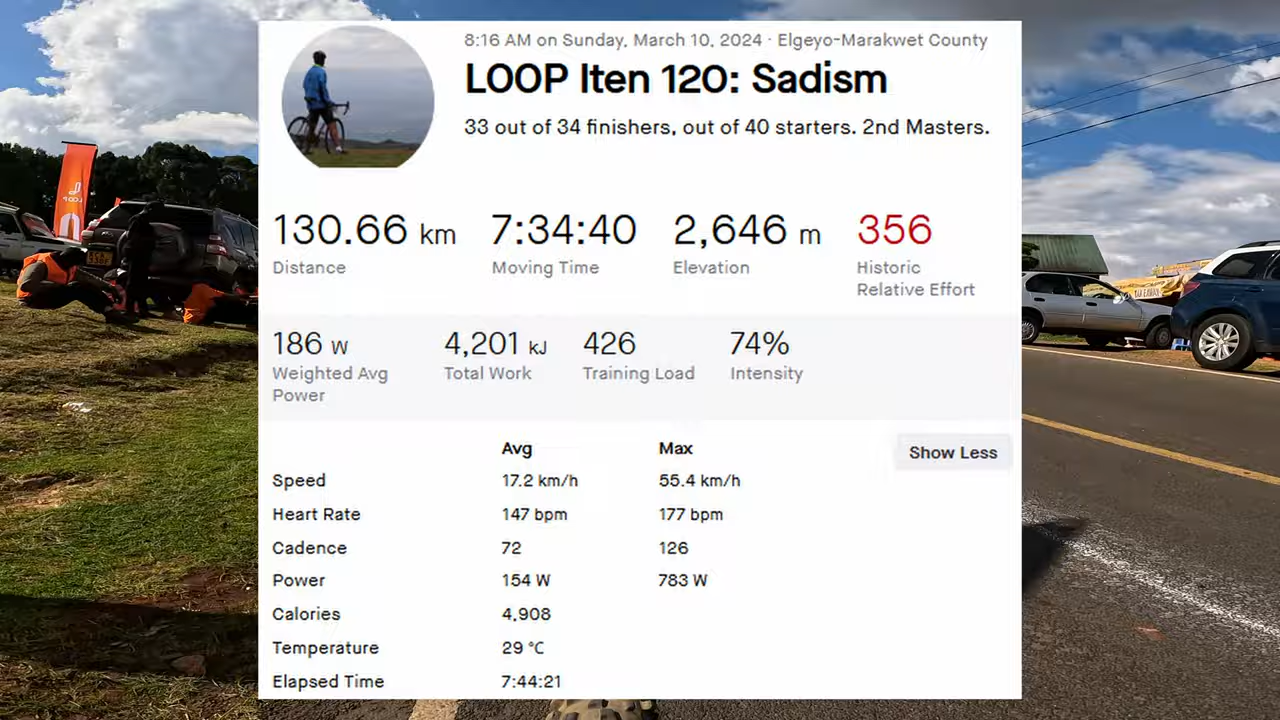 8:16 AM on Sunday, March 10, 2024 · Elgeyo-Marakwet County
LOOP Iten 120: Sadism
33 out of 34 finishers, out of 40 starters. 2nd Masters.
130.66 km
7:34:40
2,646 m
356
Distance
Moving Time
Elevation
Historic
Relative Effort
186 W
4,201 kJ
426
74%
Weighted Avg
Power
Total Work
Training Load
Intensity
Avg
Max
Show Less
Speed
17.2 km/h
55.4 km/h
Heart Rate
147 bpm
177 bpm
Cadence
72
126
Power
154 W
783 W
Calories
4,908
Temperature
29 °C
Elapsed Time
7:44:21